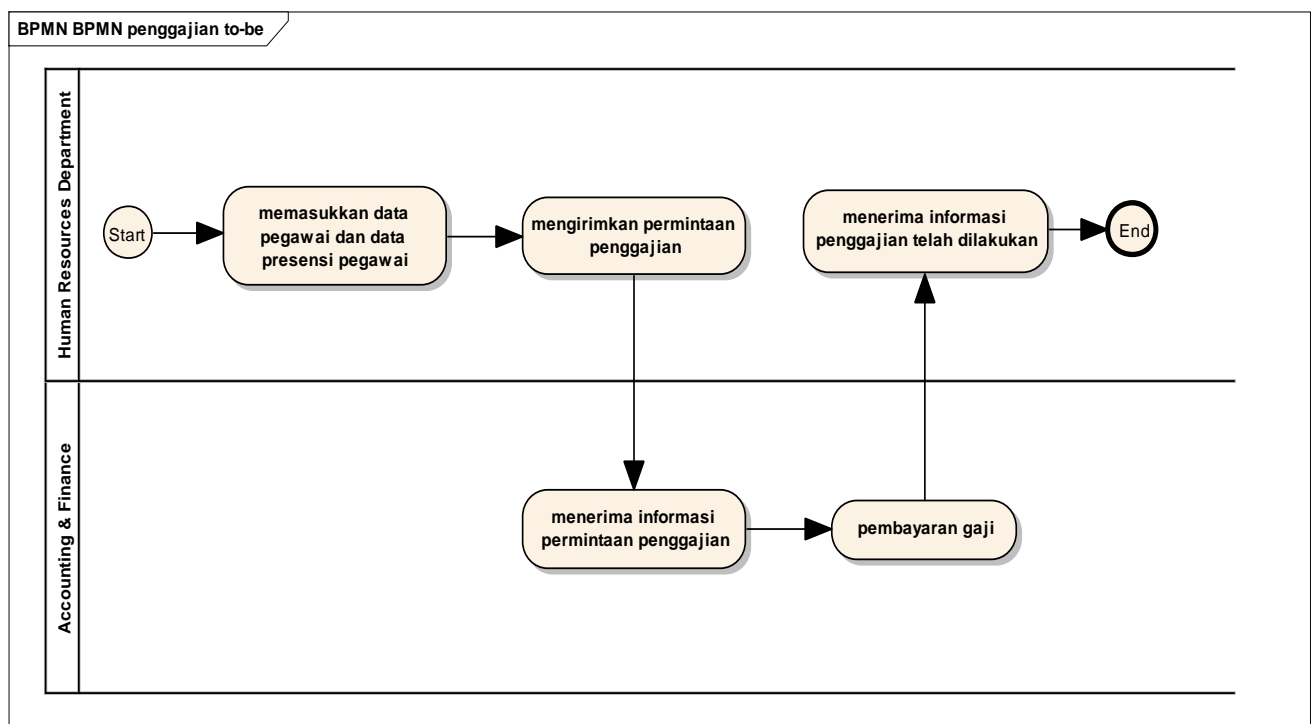 BPMN BPMN penggajian to-be
Human Resources Department
Start
memasukkan data
pegawai dan data
presensi pegawai
mengirimkan permintaan
penggajian
menerima informasi
penggajian telah dilakukan
End
Accounting & Finance
menerima informasi
permintaan penggajian
pembayaran gaji